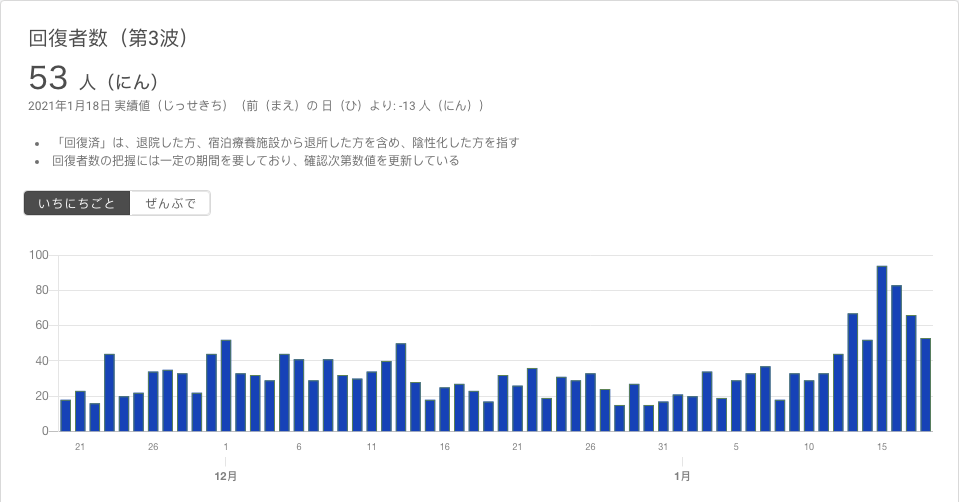 回復者数（第3波）
53 人（にん）
2021年1月18日 実績値（じっせきち）（前（まえ）の 日（ひ）より: -13 人（にん））
• 「回復済」は、退院した方、宿泊療養施設から退所した方を含め、陰性化した方を指す
• 回復者数の把握には一定の期間を要しており、確認次第数値を更新している
いちにちごと ぜんぶで
100
80
60
40
20
0
21 26 1 6 11 16 21 26 31 5 10 15
12月 1月